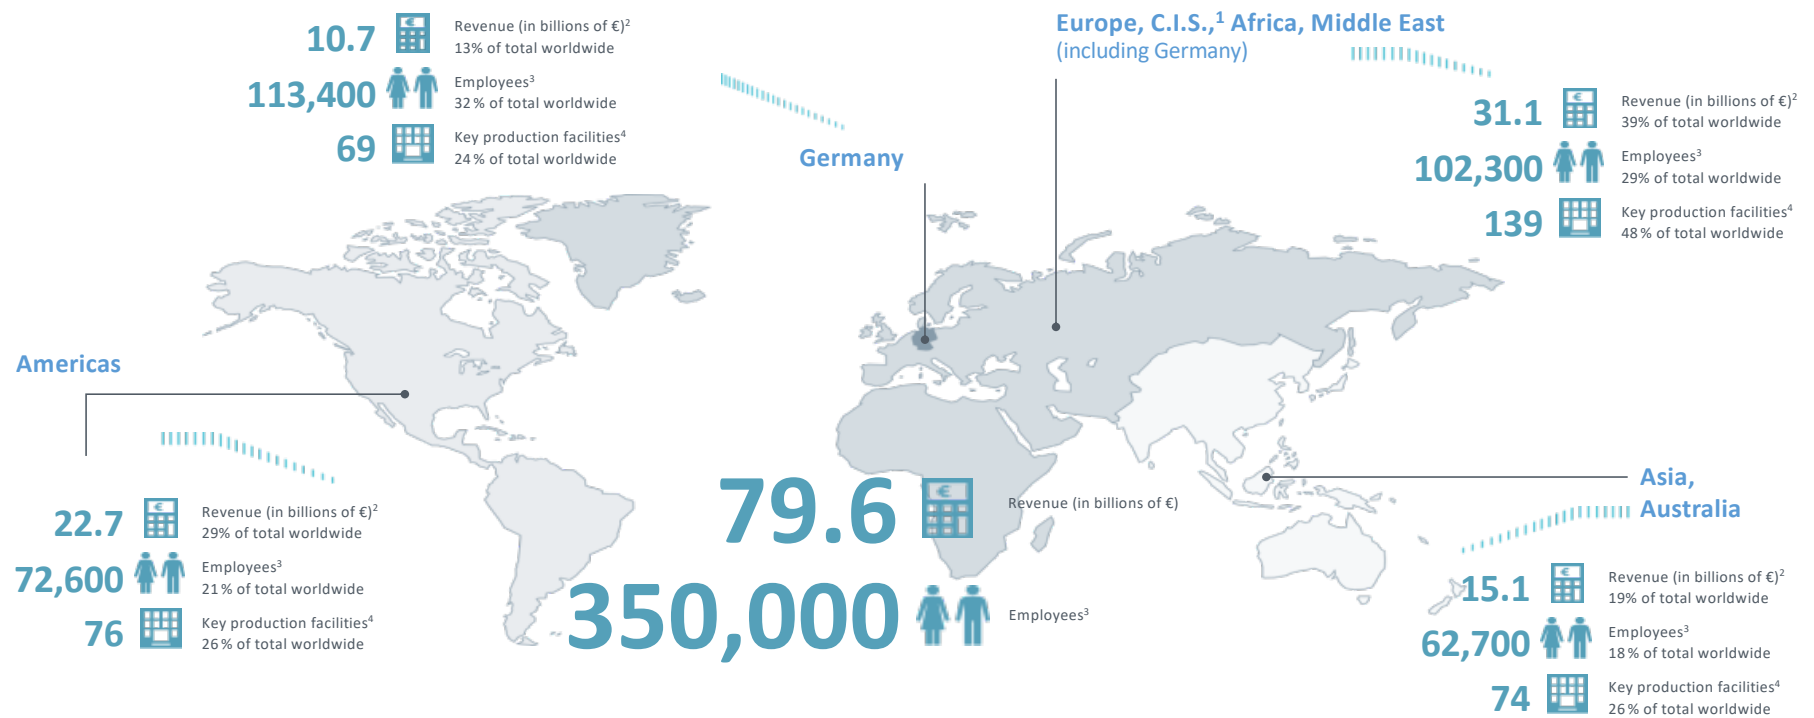 10.7
Revenue (in billions of €)²
13% of total worldwide
113,400
Employees³
32% of total worldwide
69
Key production facilities⁴
24% of total worldwide
Germany
Europe, C.I.S.,¹ Africa, Middle East
(including Germany)
31.1
Revenue (in billions of €)²
39% of total worldwide
102,300
Employees³
29% of total worldwide
139
Key production facilities⁴
48% of total worldwide
Americas
22.7
Revenue (in billions of €)²
29% of total worldwide
72,600
Employees³
21% of total worldwide
76
Key production facilities⁴
26% of total worldwide
79.6
Revenue (in billions of €)
350,000
Employees³
Asia,
Australia
15.1
Revenue (in billions of €)²
19% of total worldwide
62,700
Employees³
18% of total worldwide
74
Key production facilities⁴
26% of total worldwide